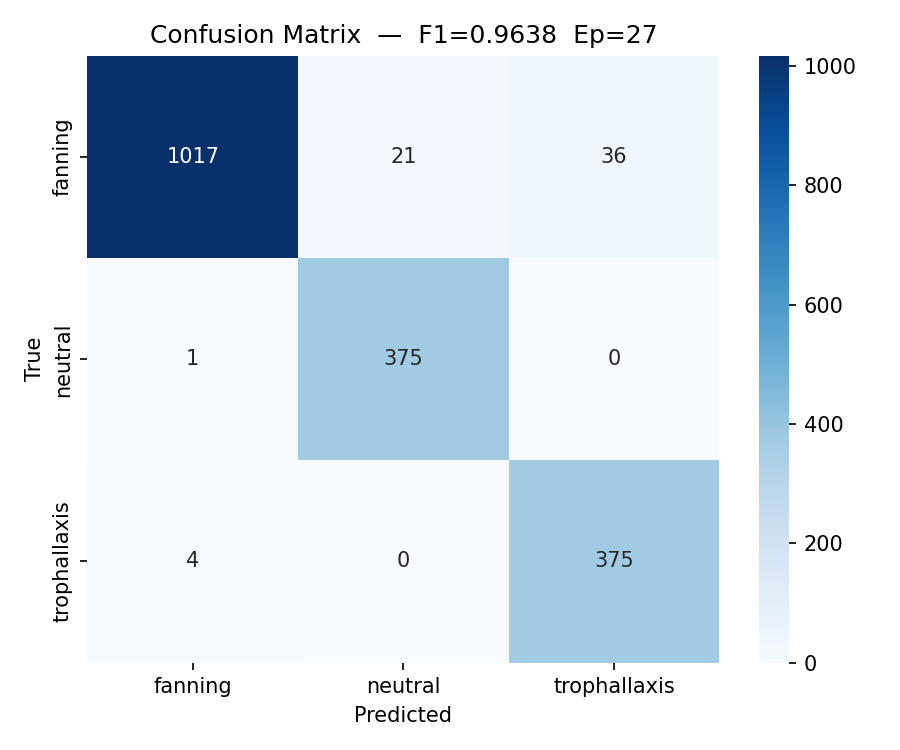 Confusion Matrix — F1=0.9638 Ep=27
fanning 1017 21 36
neutral 1 375 0
trophallaxis 4 0 375
True
fanning neutral trophallaxis
Predicted
1000
800
600
400
200
0